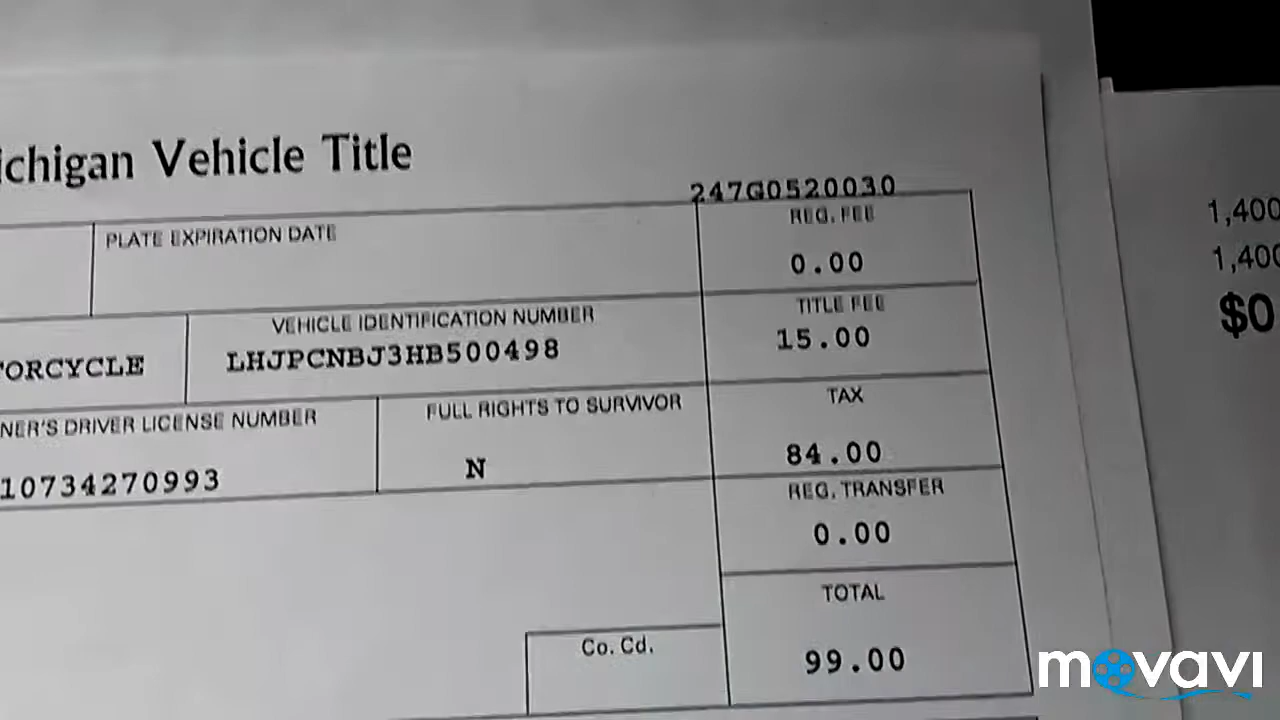 ichigan Vehicle Title
247G0520030
PLATE EXPIRATION DATE
REG. FEE
0.00
1,400
1,400
$0
VEHICLE IDENTIFICATION NUMBER
TITLE FEE
ORCYCLE
LHJPCNBJ3HB500498
15.00
NER'S DRIVER LICENSE NUMBER
FULL RIGHTS TO SURVIVOR
TAX
10734270993
N
84.00
REG. TRANSFER
0.00
TOTAL
Co. Cd.
99.00
movavi